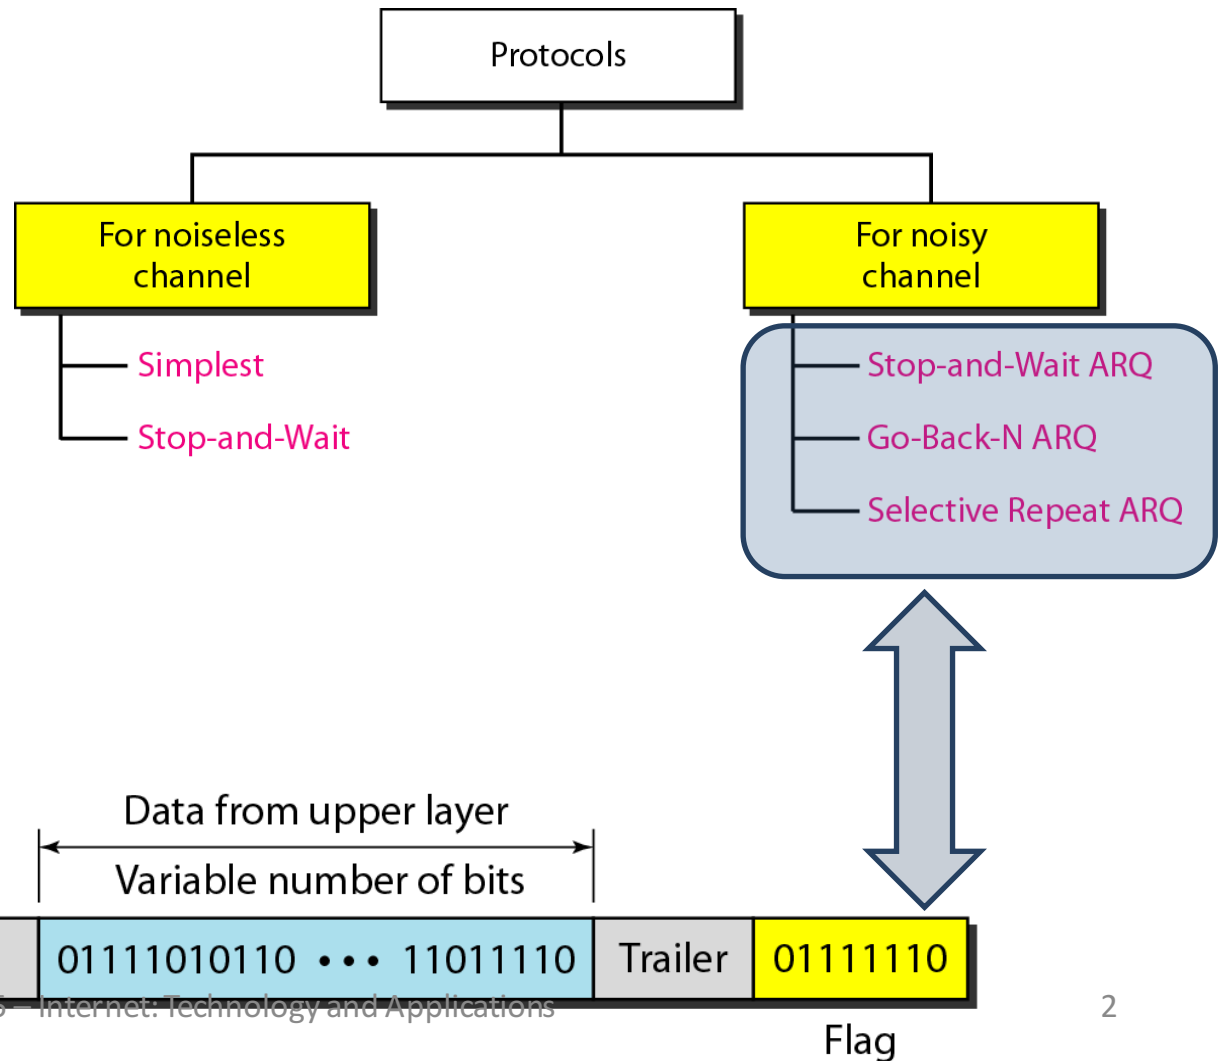 Protocols
For noiseless
channel
For noisy
channel
Simplest
Stop-and-Wait
Stop-and-Wait ARQ
Go-Back-N ARQ
Selective Repeat ARQ
Data from upper layer
Variable number of bits
01111010110 ••• 11011110
Trailer
01111110
– Internet: Technology and Applications
2
Flag